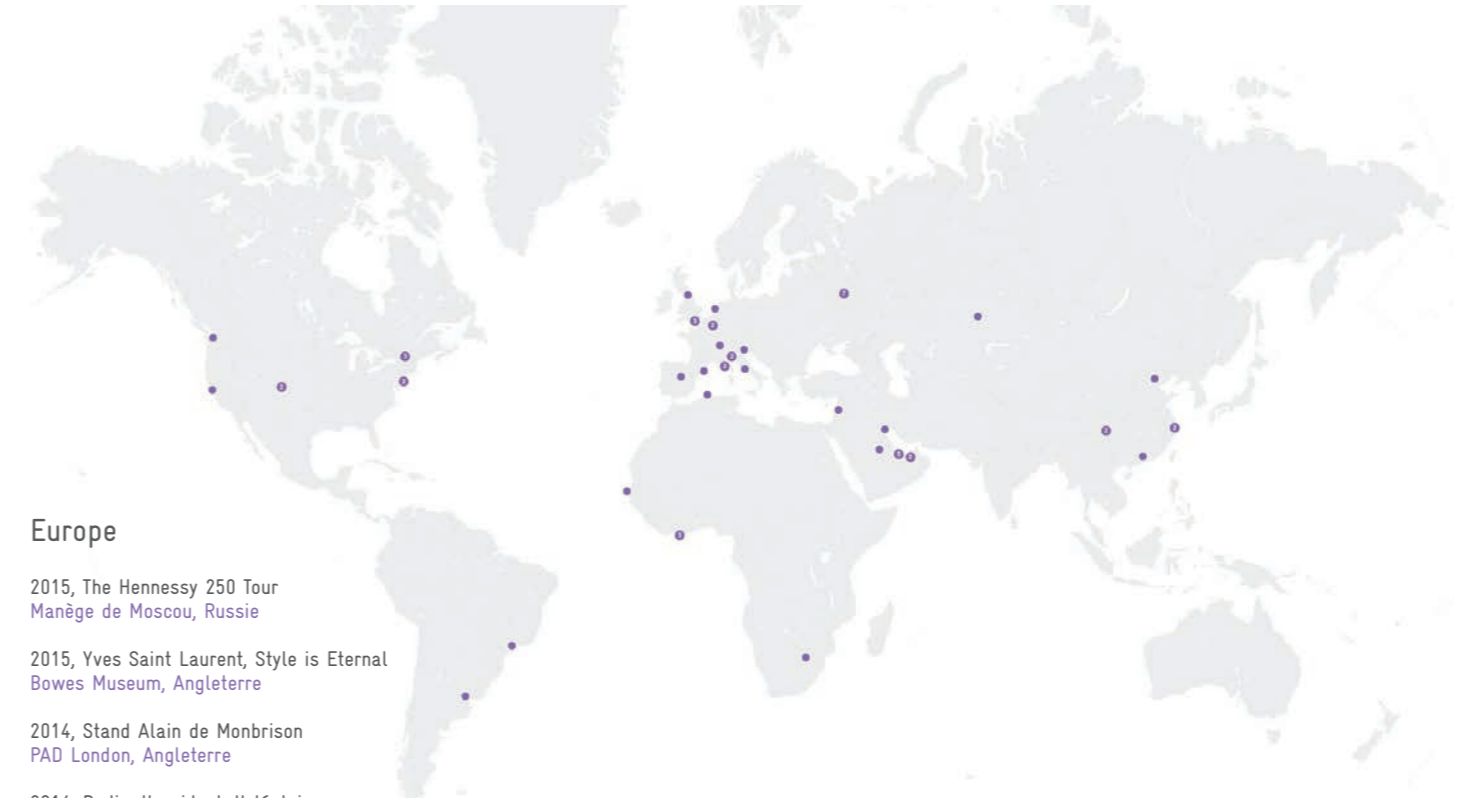 Europe
2015, The Hennessy 250 Tour
Manège de Moscou, Russie
2015, Yves Saint Laurent, Style is Eternal
Bowes Museum, Angleterre
2014, Stand Alain de Monbrison
PAD London, Angleterre